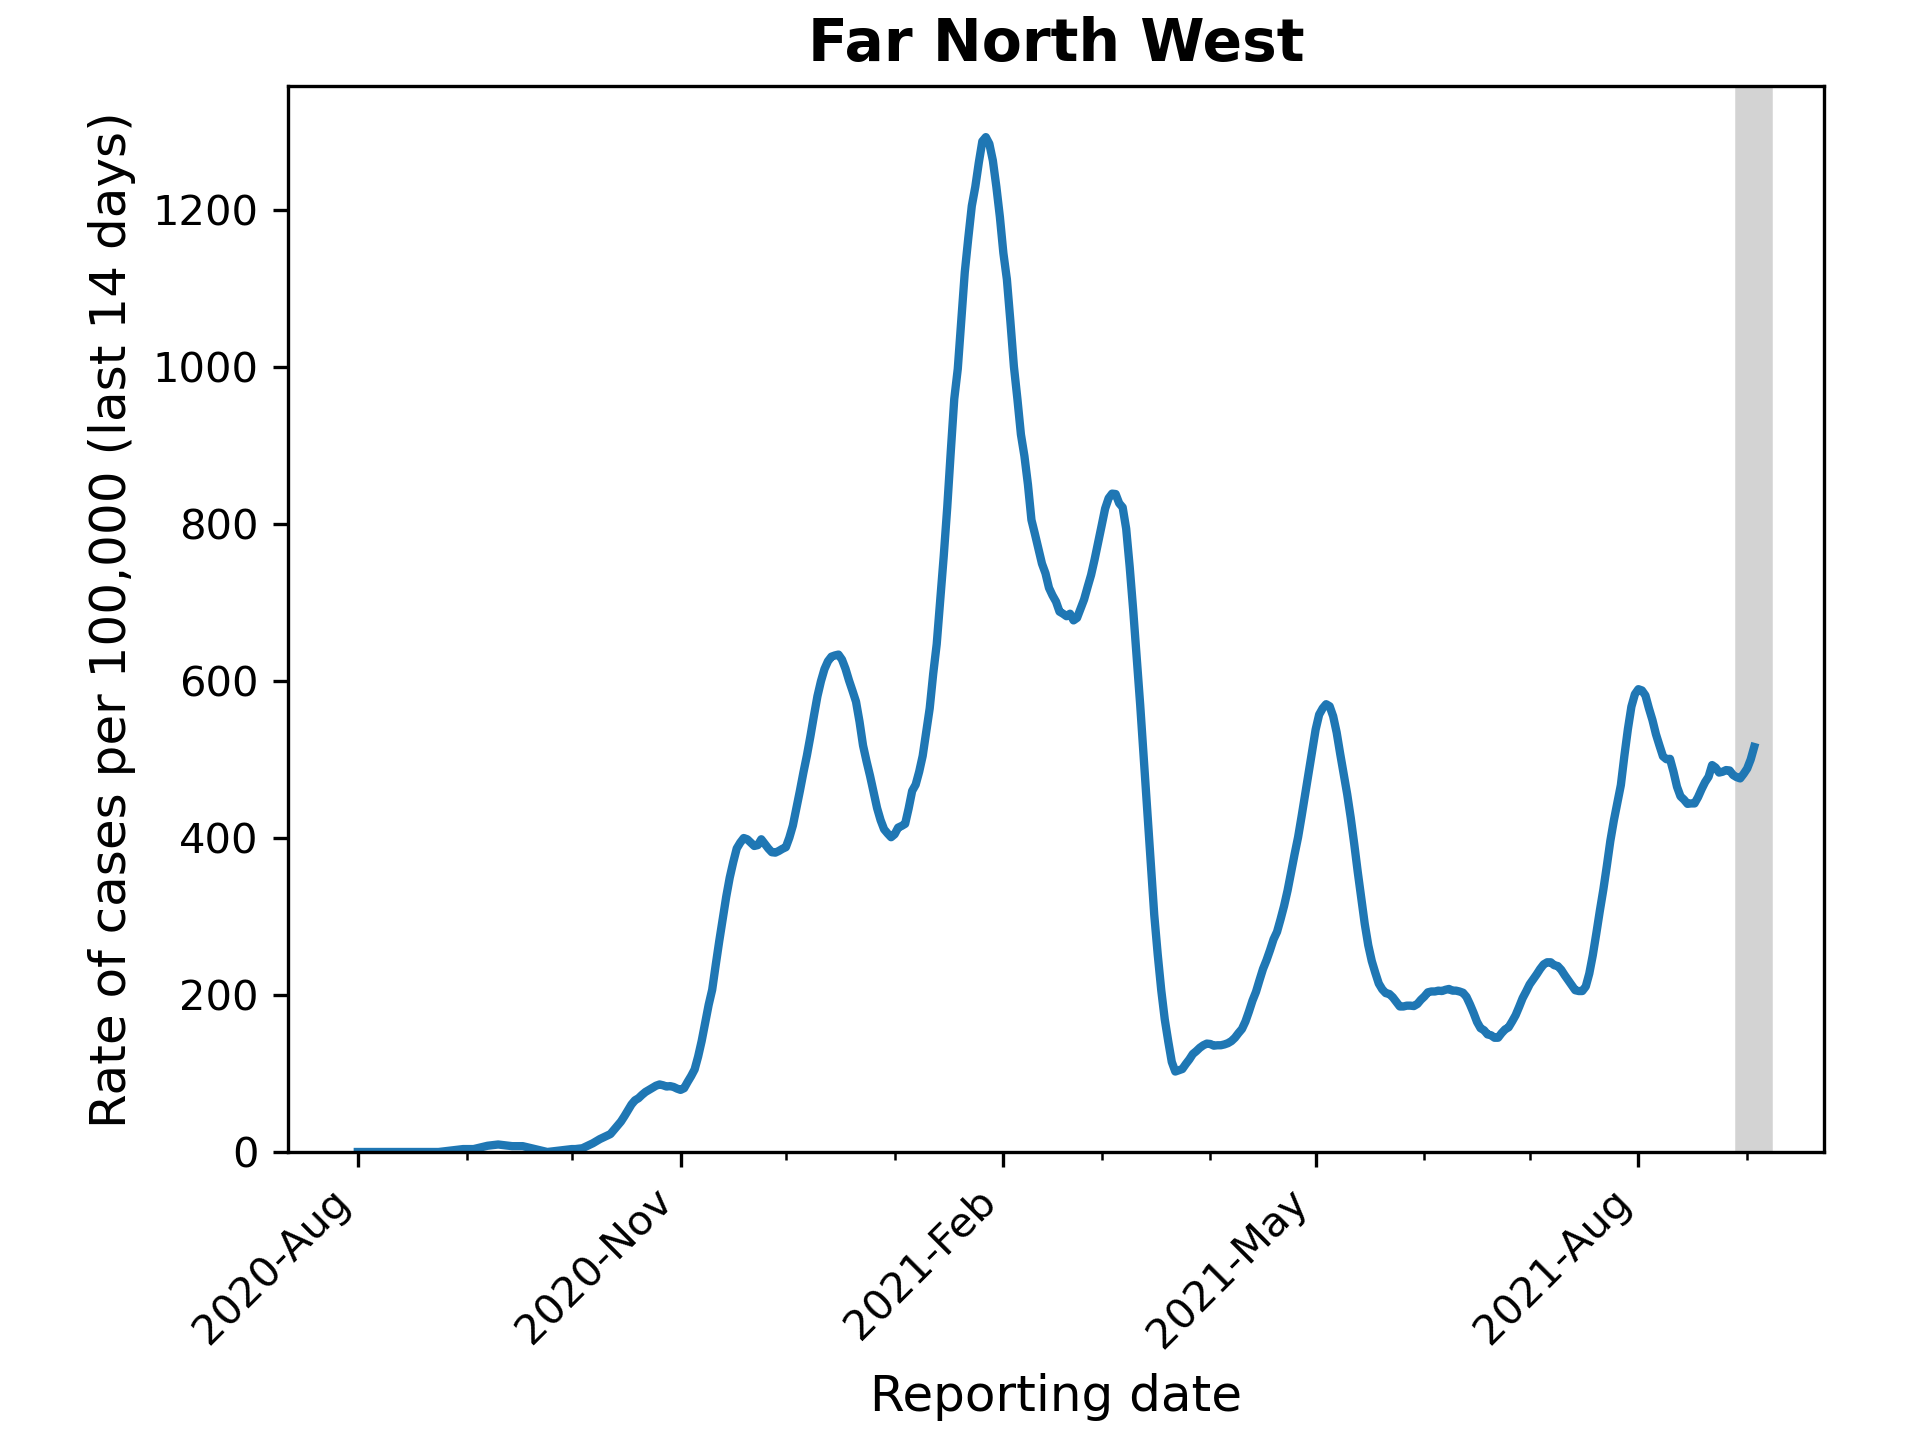 Far North West
Rate of cases per 100,000 (last 14 days)
1200
1000
800
600
400
200
0
2020-Aug
2020-Nov
2021-Feb
2021-May
2021-Aug
Reporting date